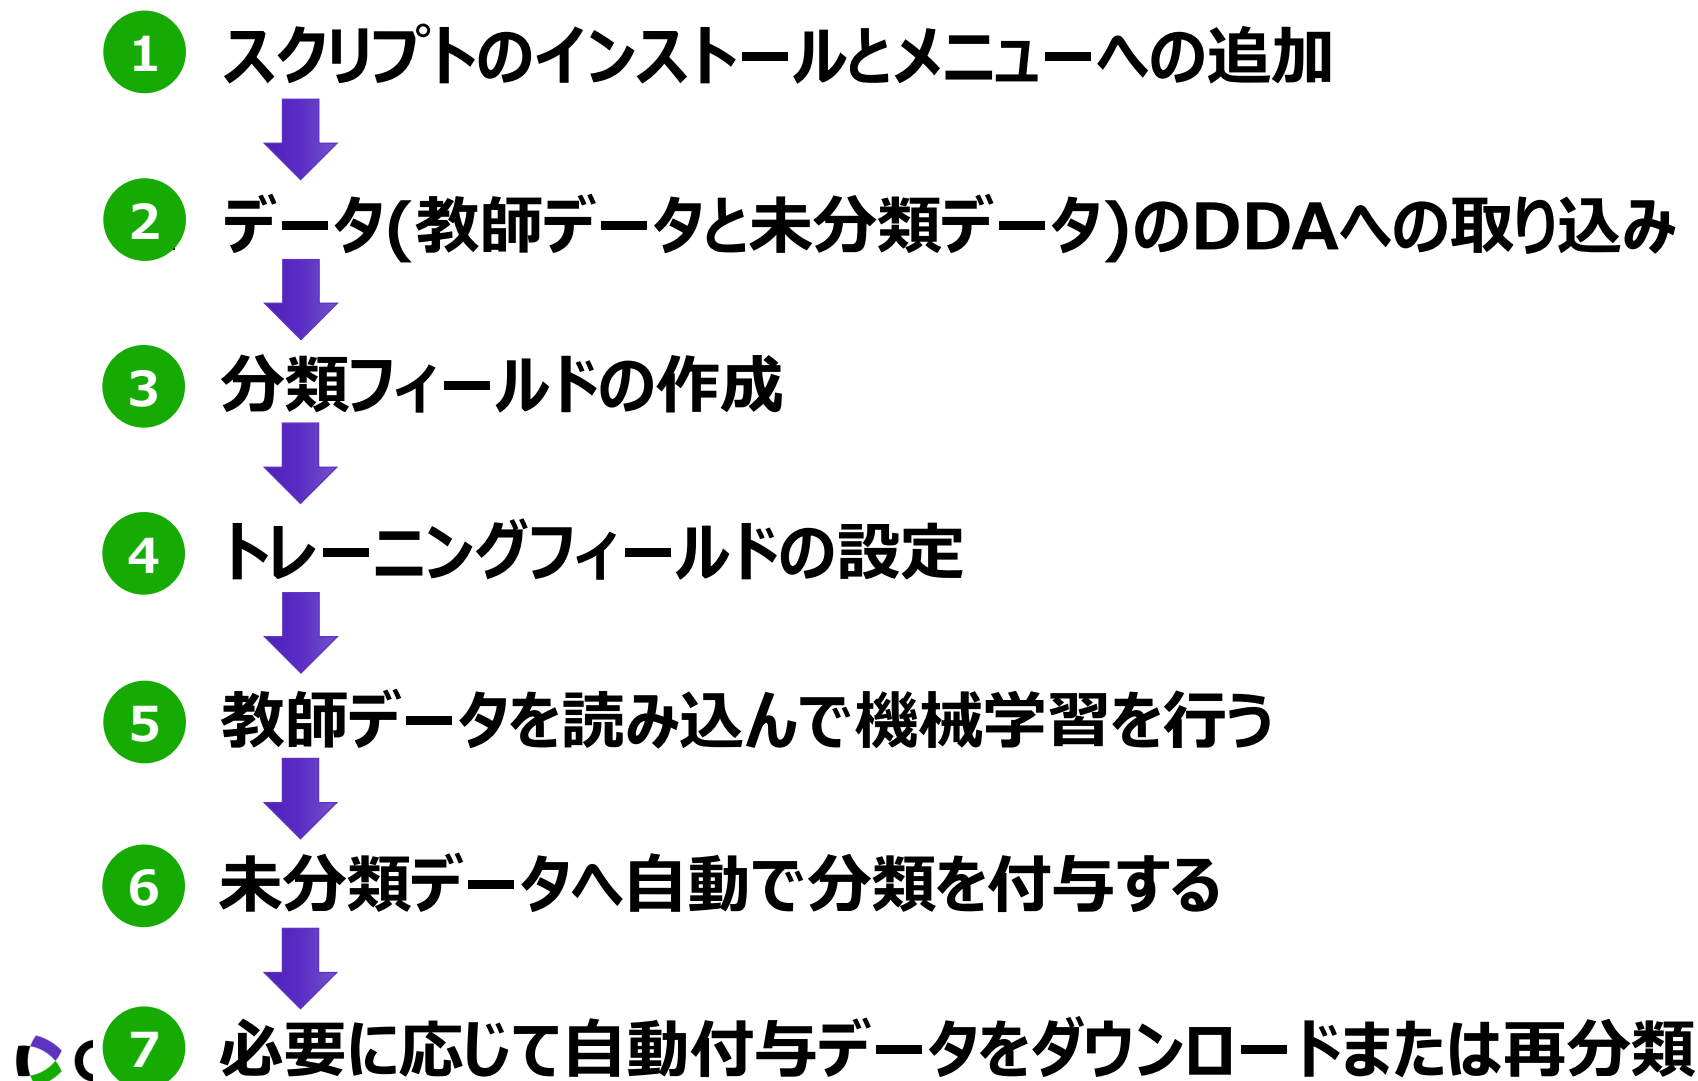 1 スクリプトのインストールとメニューへの追加
2 データ(教師データと未分類データ)のDDAへの取り込み
3 分類フィールドの作成
4 トレーニングフィールドの設定
5 教師データを読み込んで機械学習を行う
6 未分類データへ自動で分類を付与する
7 必要に応じて自動付与データをダウンロードまたは再分類